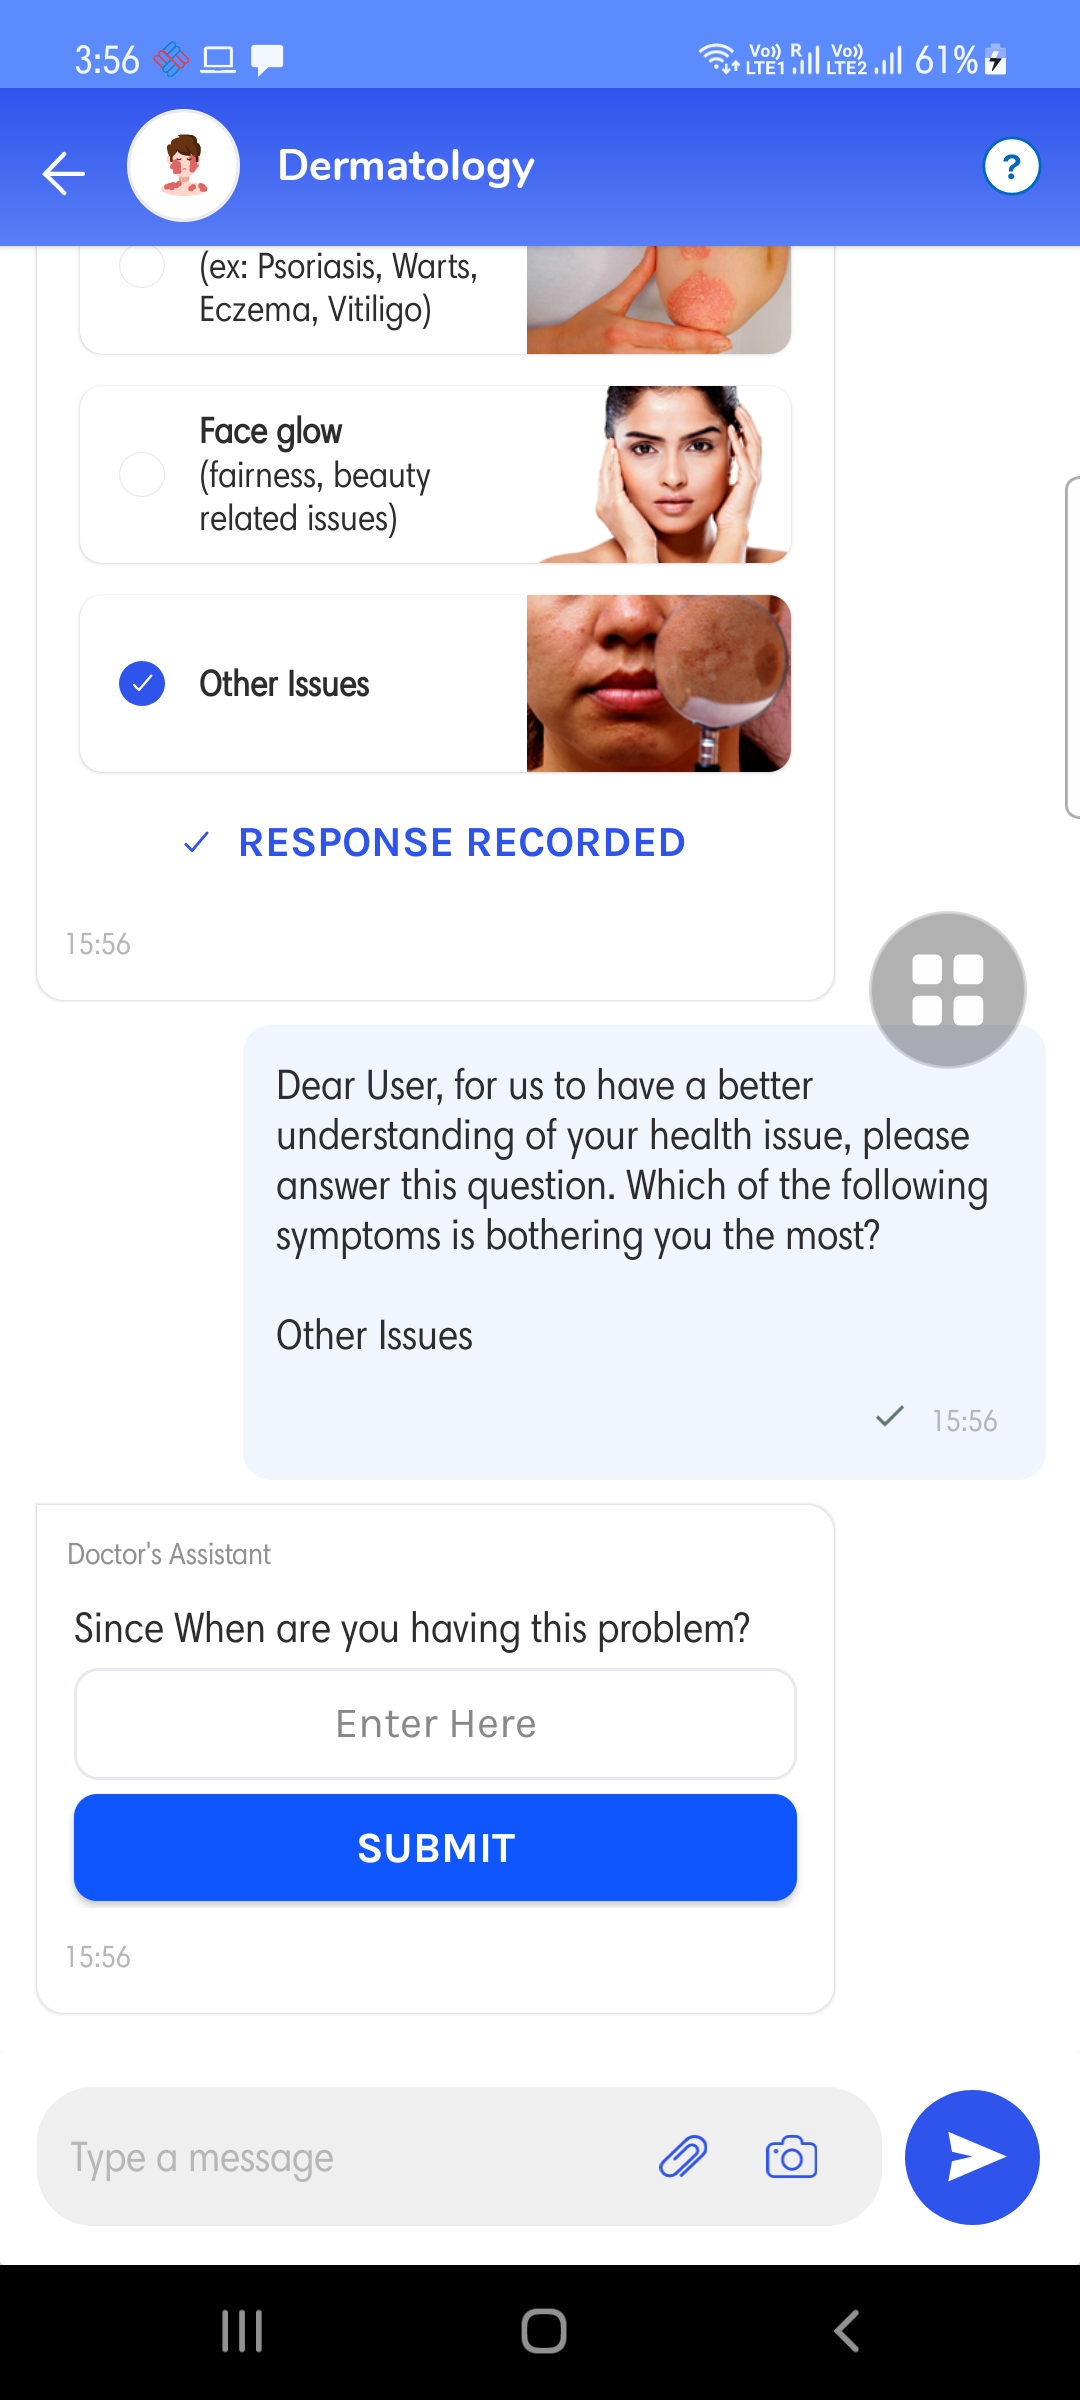 3:56
Vo)) R Vo))
LTE1 LTE2 61%
Dermatology
?
(ex: Psoriasis, Warts,
Eczema, Vitiligo)
Face glow
(fairness, beauty
related issues)
Other Issues
RESPONSE RECORDED
15:56
Dear User, for us to have a better
understanding of your health issue, please
answer this question. Which of the following
symptoms is bothering you the most?
Other Issues
15:56
Doctor's Assistant
Since When are you having this problem?
Enter Here
SUBMIT
15:56
Type a message